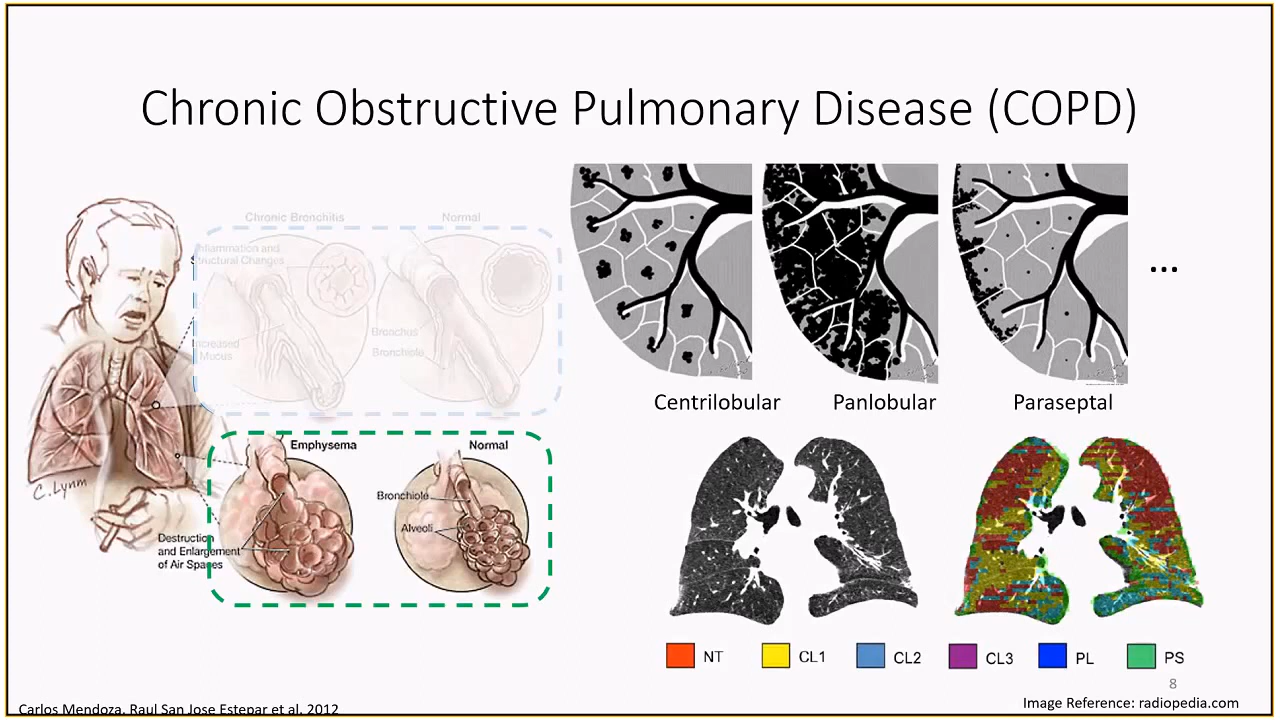 Chronic Obstructive Pulmonary Disease (COPD)
Chronic Bronchitis
Normal
Inflammation and
Structural Changes
Increased
Mucus
Bronchus
Bronchiole
Centrilobular
Panlobular
Paraseptal
...
Emphysema
Normal
Bronchiole
Alveoli
Destruction
and Enlargement
of Air Spaces
C.Lynm
NT
CL1
CL2
CL3
PL
PS
8
Image Reference: radiopedia.com
Carlos Mendoza, Raul San Jose Estepar et al. 2012